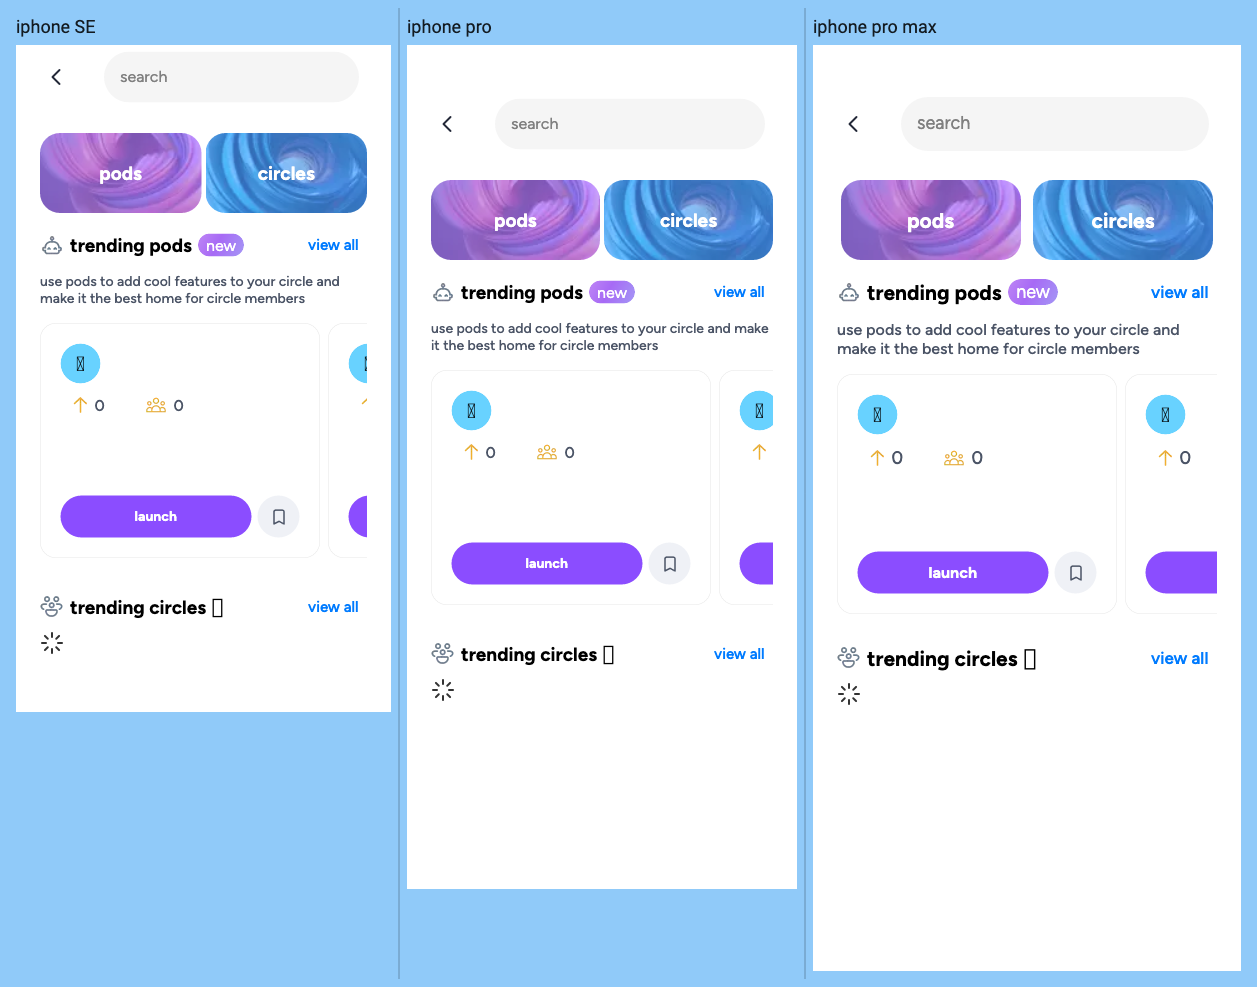 iphone SE
search
pods
circles
trending pods new
view all
use pods to add cool features to your circle and
make it the best home for circle members
0
0
launch
trending circles
view all
iphone pro
search
pods
circles
trending pods new
view all
use pods to add cool features to your circle and make
it the best home for circle members
0
0
launch
trending circles
view all
iphone pro max
search
pods
circles
trending pods new
view all
use pods to add cool features to your circle and
make it the best home for circle members
0
0
0
launch
trending circles
view all